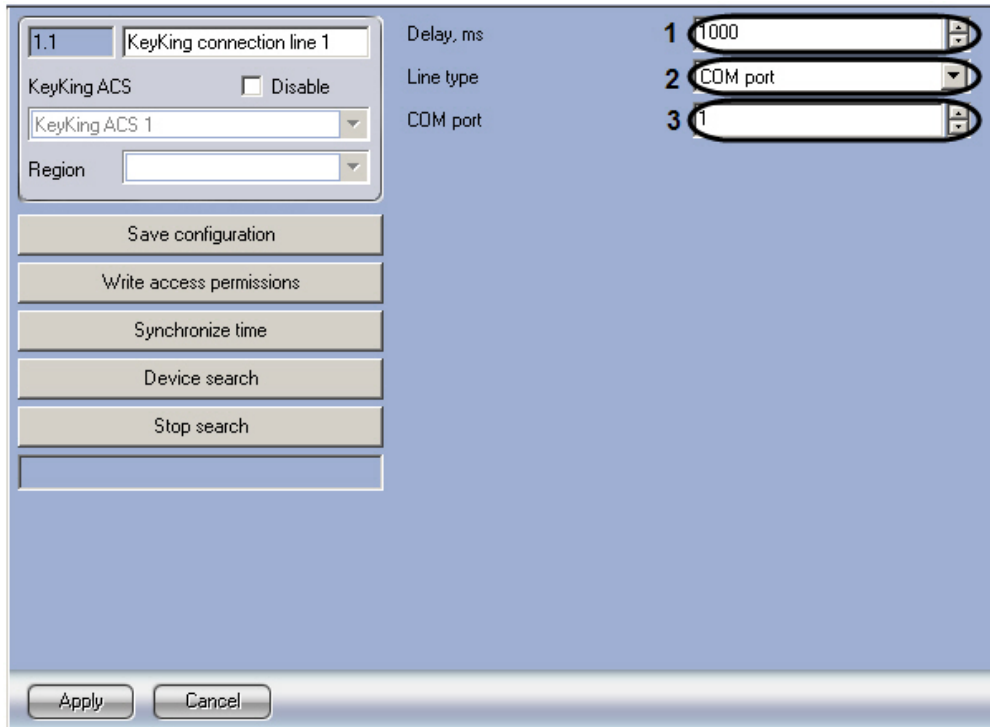 1.1 KeyKing connection line 1
KeyKing ACS Disable
KeyKing ACS 1
Region
Save configuration
Write access permissions
Synchronize time
Device search
Stop search
Delay, ms 1 1000
Line type 2 COM port
COM port 3 1
Apply Cancel